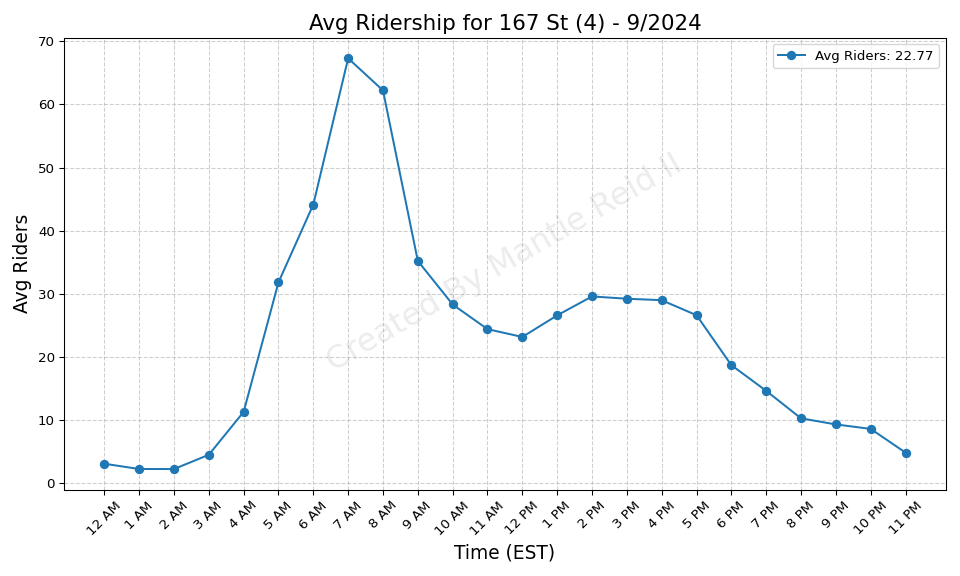 Avg Ridership for 167 St (4) - 9/2024
Avg Riders: 22.77
Avg Riders
70
60
50
40
30
20
10
0
Created By Mantie Reid II
12 AM
1 AM
2 AM
3 AM
4 AM
5 AM
6 AM
7 AM
8 AM
9 AM
10 AM
11 AM
12 PM
1 PM
2 PM
3 PM
4 PM
5 PM
6 PM
7 PM
8 PM
9 PM
10 PM
11 PM
Time (EST)